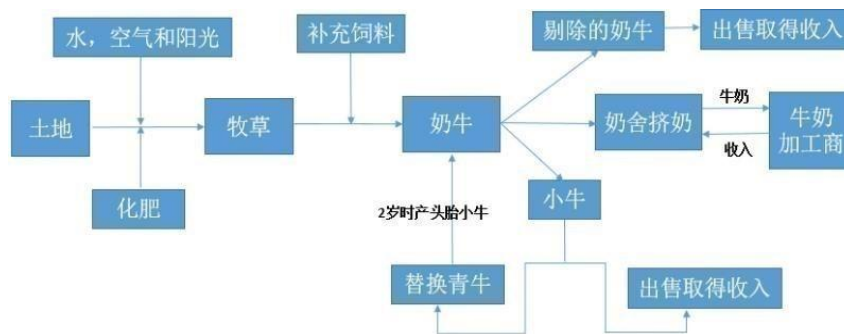 水，空气和阳光
补充饲料
剔除的奶牛
出售取得收入
土地
牧草
奶牛
奶舍挤奶
牛奶
收入
牛奶
加工商
化肥
2岁时产头胎小牛
小牛
替换青牛
出售取得收入